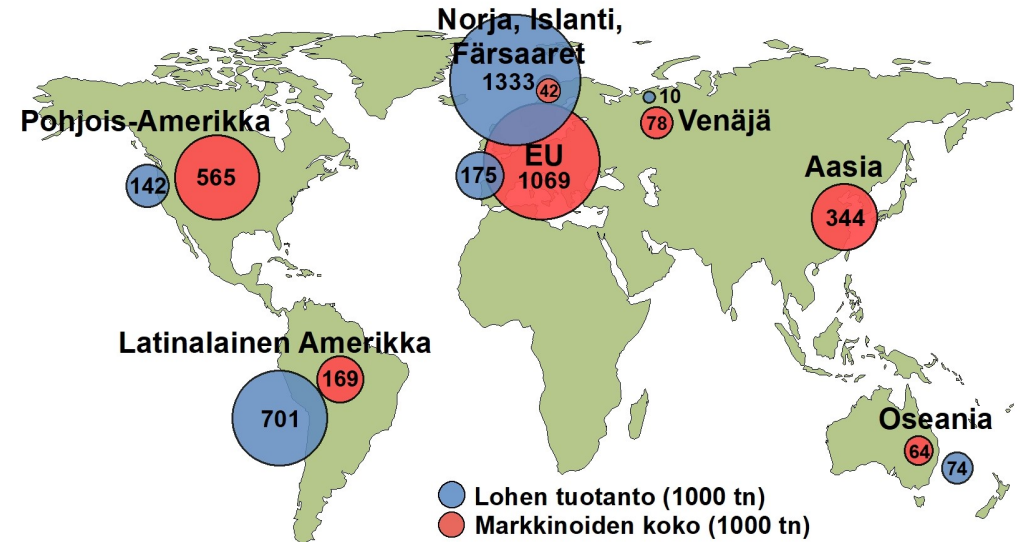 Norja, Islanti,
Färsaaret
1333
42
10
Pohjois-Amerikka
78
Venäjä
EU
1069
175
142
565
Aasia
344
Latinalainen Amerikka
169
701
Oseania
64
74
Lohen tuotanto (1000 tn)
Markkinoiden koko (1000 tn)